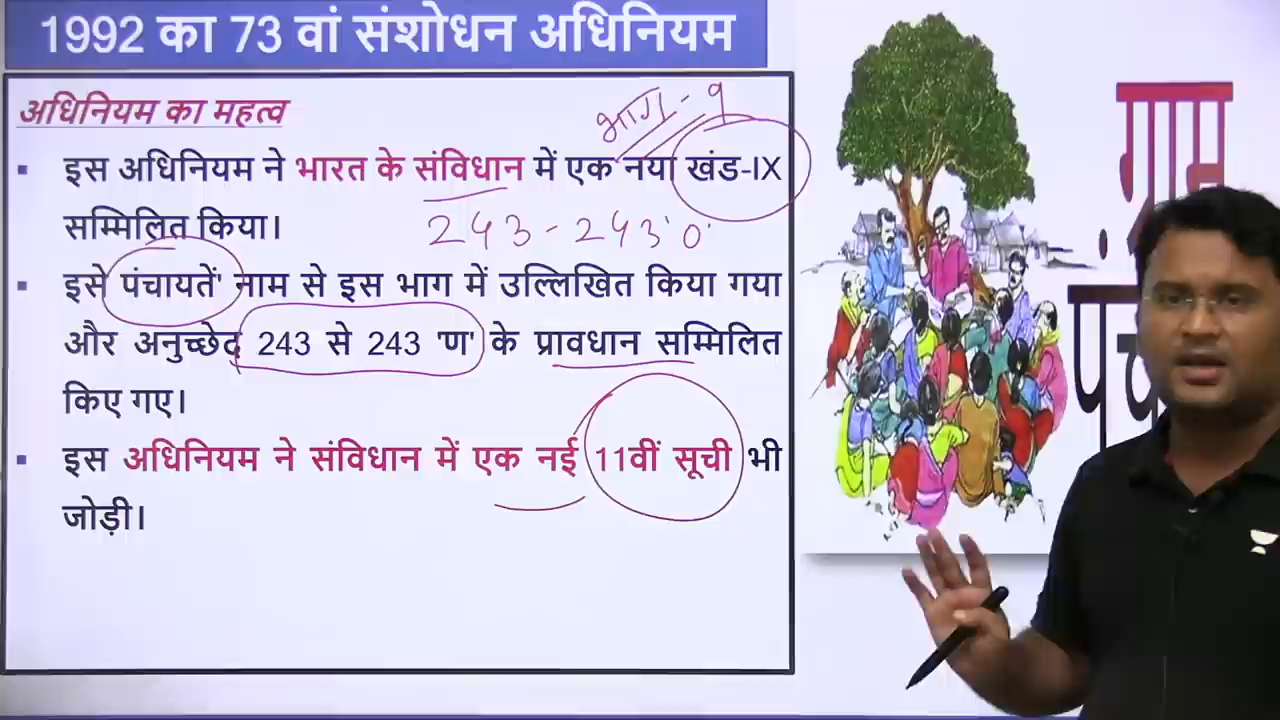 1992 का 73 वां संशोधन अधिनियम
अधिनियम का महत्व
भाग - 9
इस अधिनियम ने भारत के संविधान में एक नया खंड-IX
सम्मिलित किया।
243 - 243'0'
इसे पंचायतें' नाम से इस भाग में उल्लिखित किया गया
और अनुच्छेद 243 से 243 'ण' के प्रावधान सम्मिलित
किए गए।
इस अधिनियम ने संविधान में एक नई 11वीं सूची भी
जोड़ी।
ग्राम